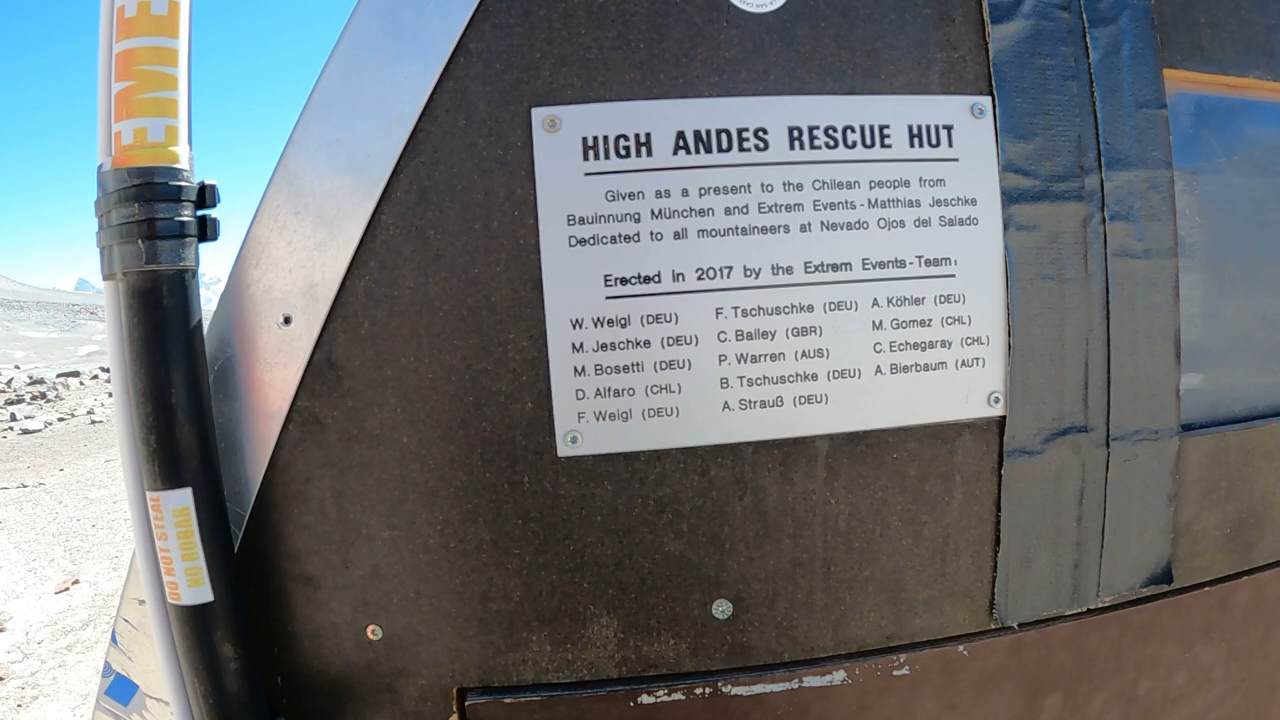 EME
HIGH ANDES RESCUE HUT
Given as a present to the Chilean people from
Bauinnung München and Extrem Events - Matthias Jeschke
Dedicated to all mountaineers at Nevado Ojos del Salado
Erected in 2017 by the Extrem Events-Team:
W. Weigl (DEU)
M. Jeschke (DEU)
M. Bosetti (DEU)
D. Alfaro (CHL)
F. Weigl (DEU)
F. Tschuschke (DEU)
C. Bailey (GBR)
P. Warren (AUS)
B. Tschuschke (DEU)
A. Strauß (DEU)
A. Köhler (DEU)
M. Gomez (CHL)
C. Echegaray (CHL)
A. Bierbaum (AUT)
DO NOT STEAL
NO ROBAR